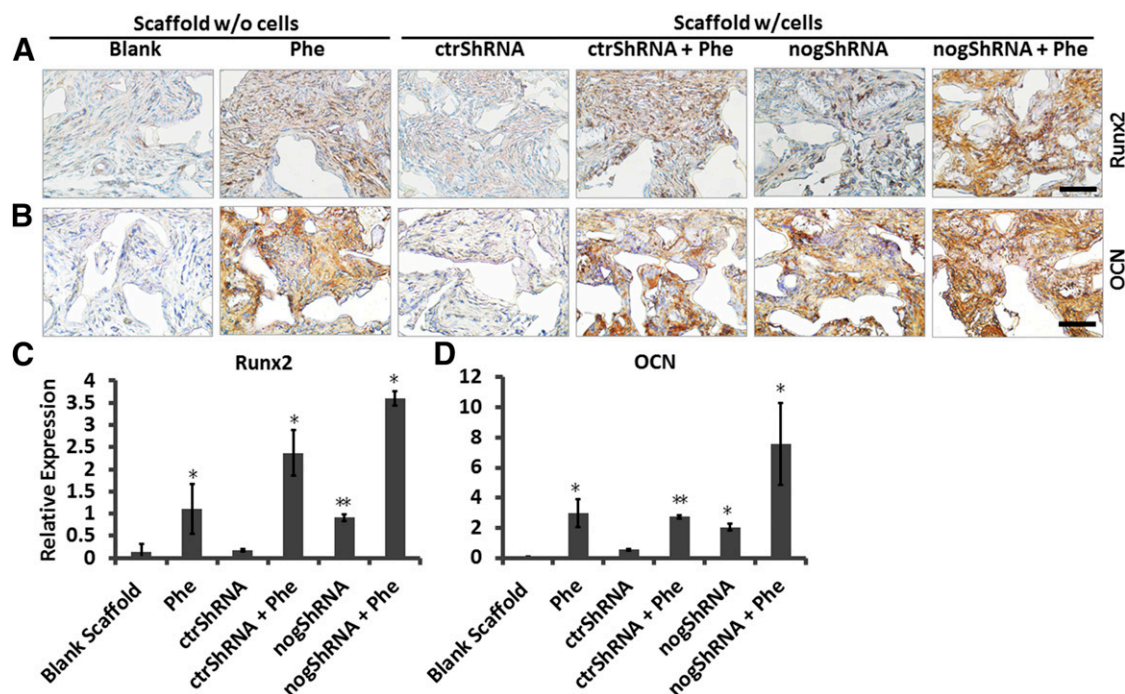 Scaffold w/o cells
Scaffold w/cells
A
Blank
Phe
ctrShRNA
ctrShRNA + Phe
nogShRNA
nogShRNA + Phe
Runx2
B
OCN
C
Runx2
Relative Expression
4
3.5
3
2.5
2
1.5
1
0.5
0
*
*
**
*
Blank Scaffold
Phe
ctrShRNA
ctrShRNA + Phe
nogShRNA
nogShRNA + Phe
D
OCN
12
10
8
6
4
2
0
*
**
*
*
Blank Scaffold
Phe
ctrShRNA
ctrShRNA + Phe
nogShRNA
nogShRNA + Phe